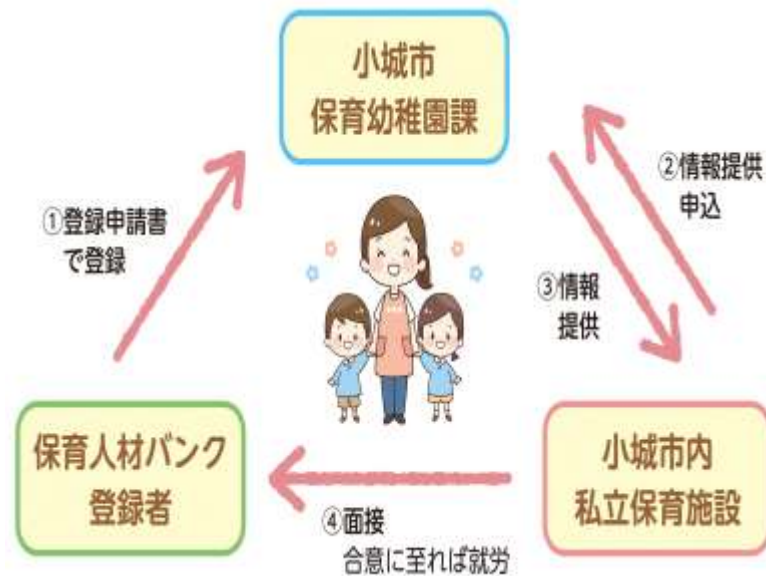 小城市
保育幼稚園課
①登録申請書
で登録
②情報提供
申込
③情報
提供
保育人材バンク
登録者
小城市内
私立保育施設
④面接
合意に至れば就労